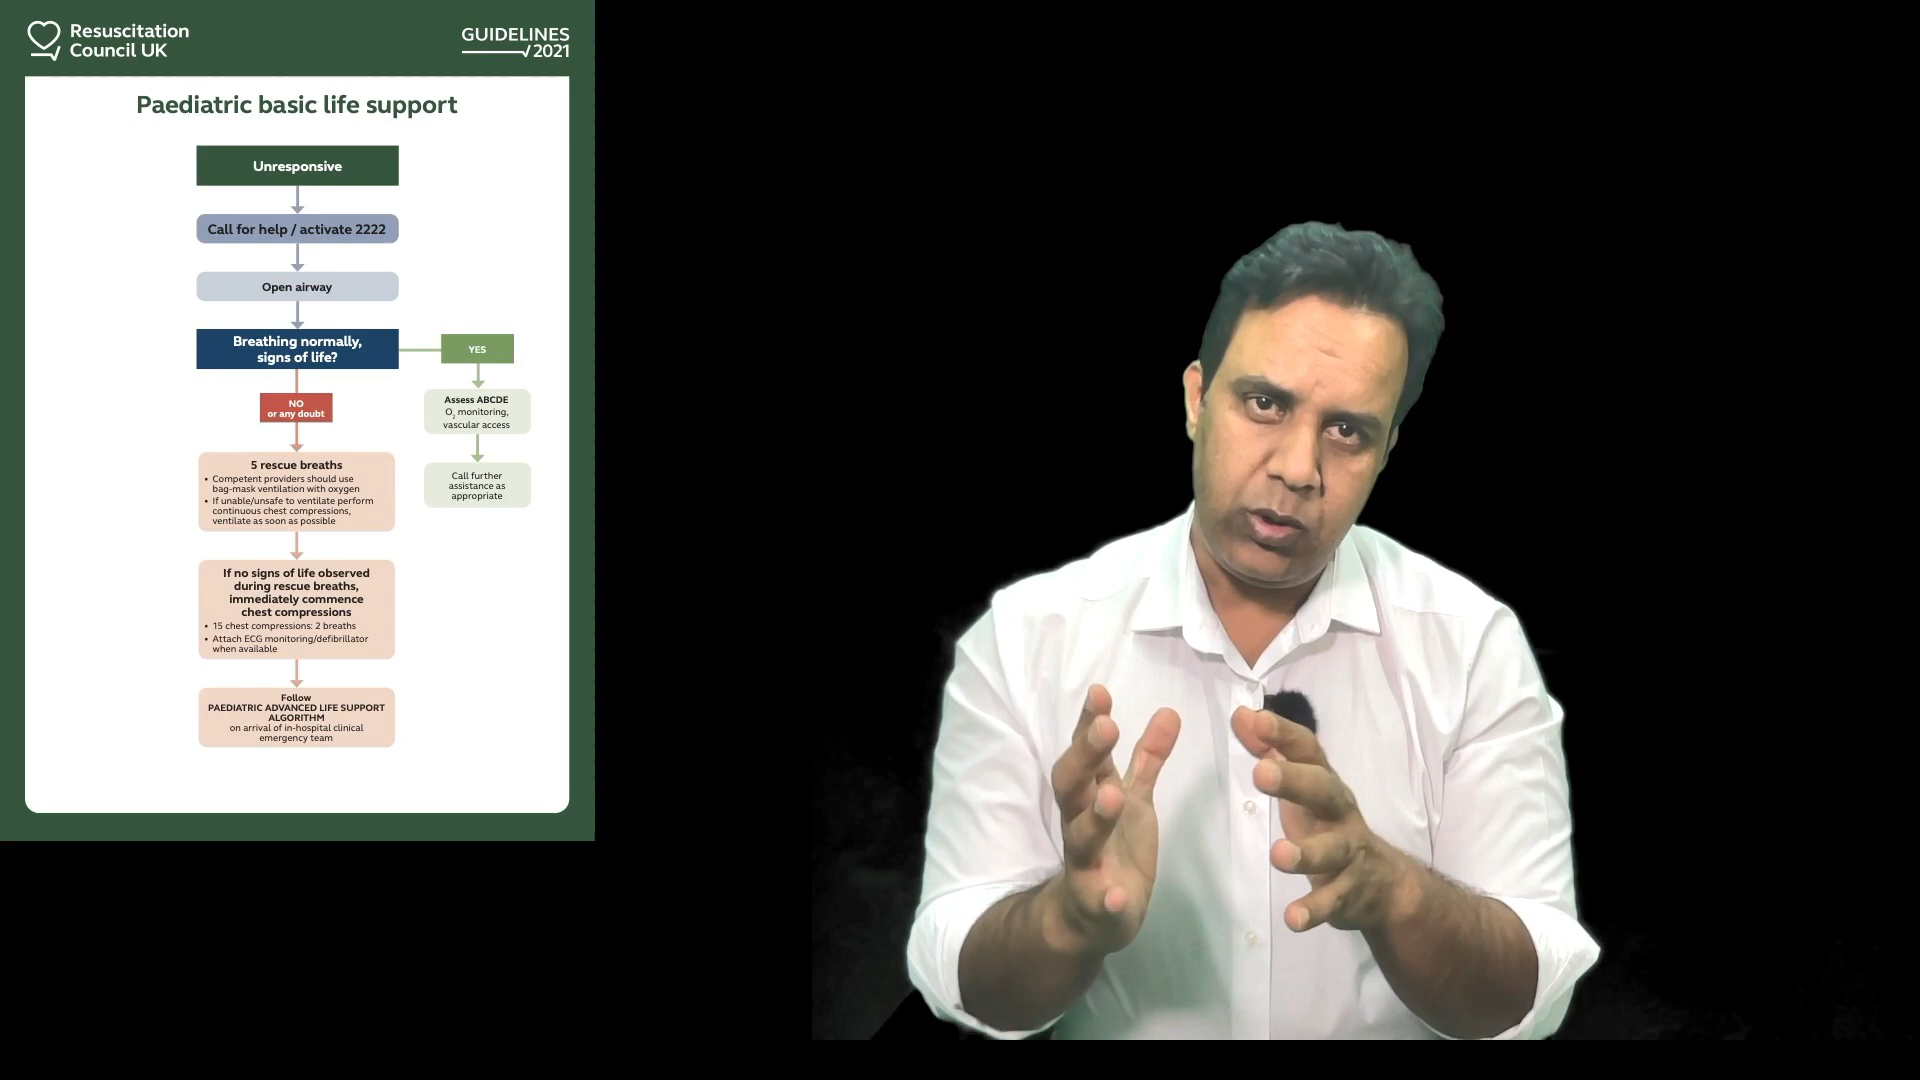 Resuscitation
Council UK
GUIDELINES
2021
Paediatric basic life support
Unresponsive
Call for help / activate 2222
Open airway
Breathing normally,
signs of life?
YES
NO
or any doubt
Assess ABCDE
O₂ monitoring,
vascular access
Call further
assistance as
appropriate
5 rescue breaths
• Competent providers should use
bag-mask ventilation with oxygen
• If unable/unsafe to ventilate perform
continuous chest compressions,
ventilate as soon as possible
If no signs of life observed
during rescue breaths,
immediately commence
chest compressions
• 15 chest compressions: 2 breaths
• Attach ECG monitoring/defibrillator
when available
Follow
PAEDIATRIC ADVANCED LIFE SUPPORT
ALGORITHM
on arrival of in-hospital clinical
emergency team